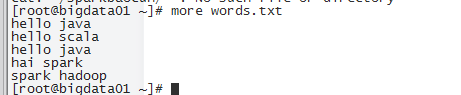 [root@bigdata01 ~]# more words.txt
hello java
hello scala
hello java
hai spark
spark hadoop
[root@bigdata01 ~]#